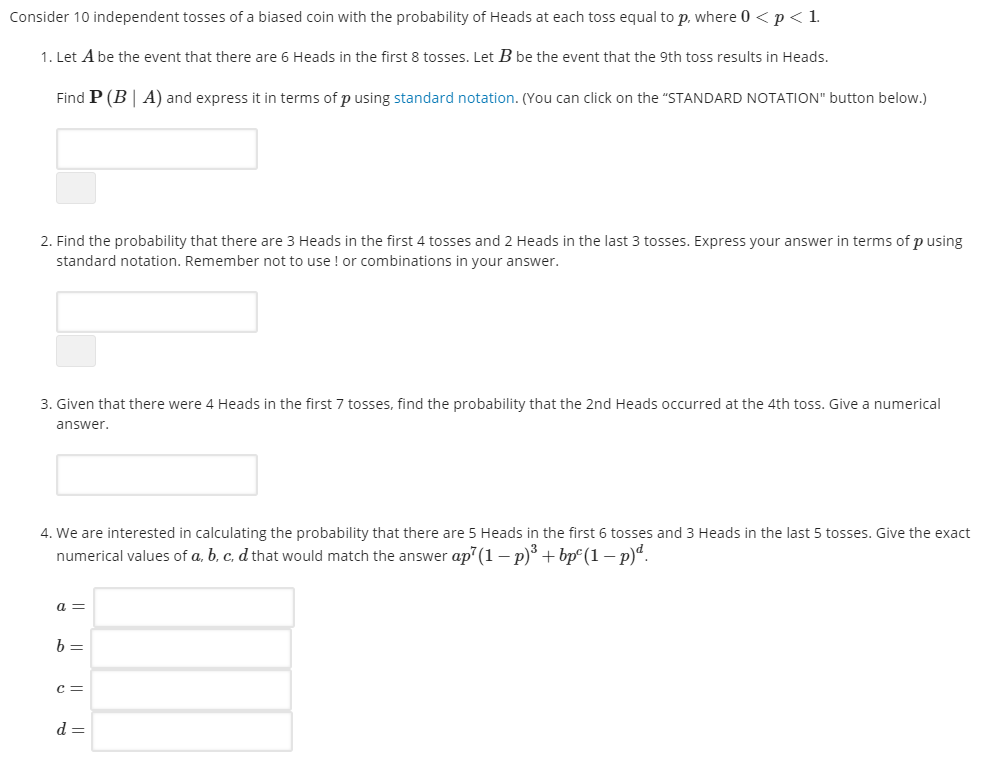 Consider 10 independent tosses of a biased coin with the probability of Heads at each toss equal to p, where 0 < p < 1.
1. Let A be the event that there are 6 Heads in the first 8 tosses. Let B be the event that the 9th toss results in Heads.
Find P (B | A) and express it in terms of p using standard notation. (You can click on the “STANDARD NOTATION" button below.)
2. Find the probability that there are 3 Heads in the first 4 tosses and 2 Heads in the last 3 tosses. Express your answer in terms of p using
standard notation. Remember not to use ! or combinations in your answer.
3. Given that there were 4 Heads in the first 7 tosses, find the probability that the 2nd Heads occurred at the 4th toss. Give a numerical
answer.
4. We are interested in calculating the probability that there are 5 Heads in the first 6 tosses and 3 Heads in the last 5 tosses. Give the exact
numerical values of a, b, c, d that would match the answer ap⁷(1 − p)³ + bpᶜ(1 − p)ᵈ.
a =
b =
c =
d =